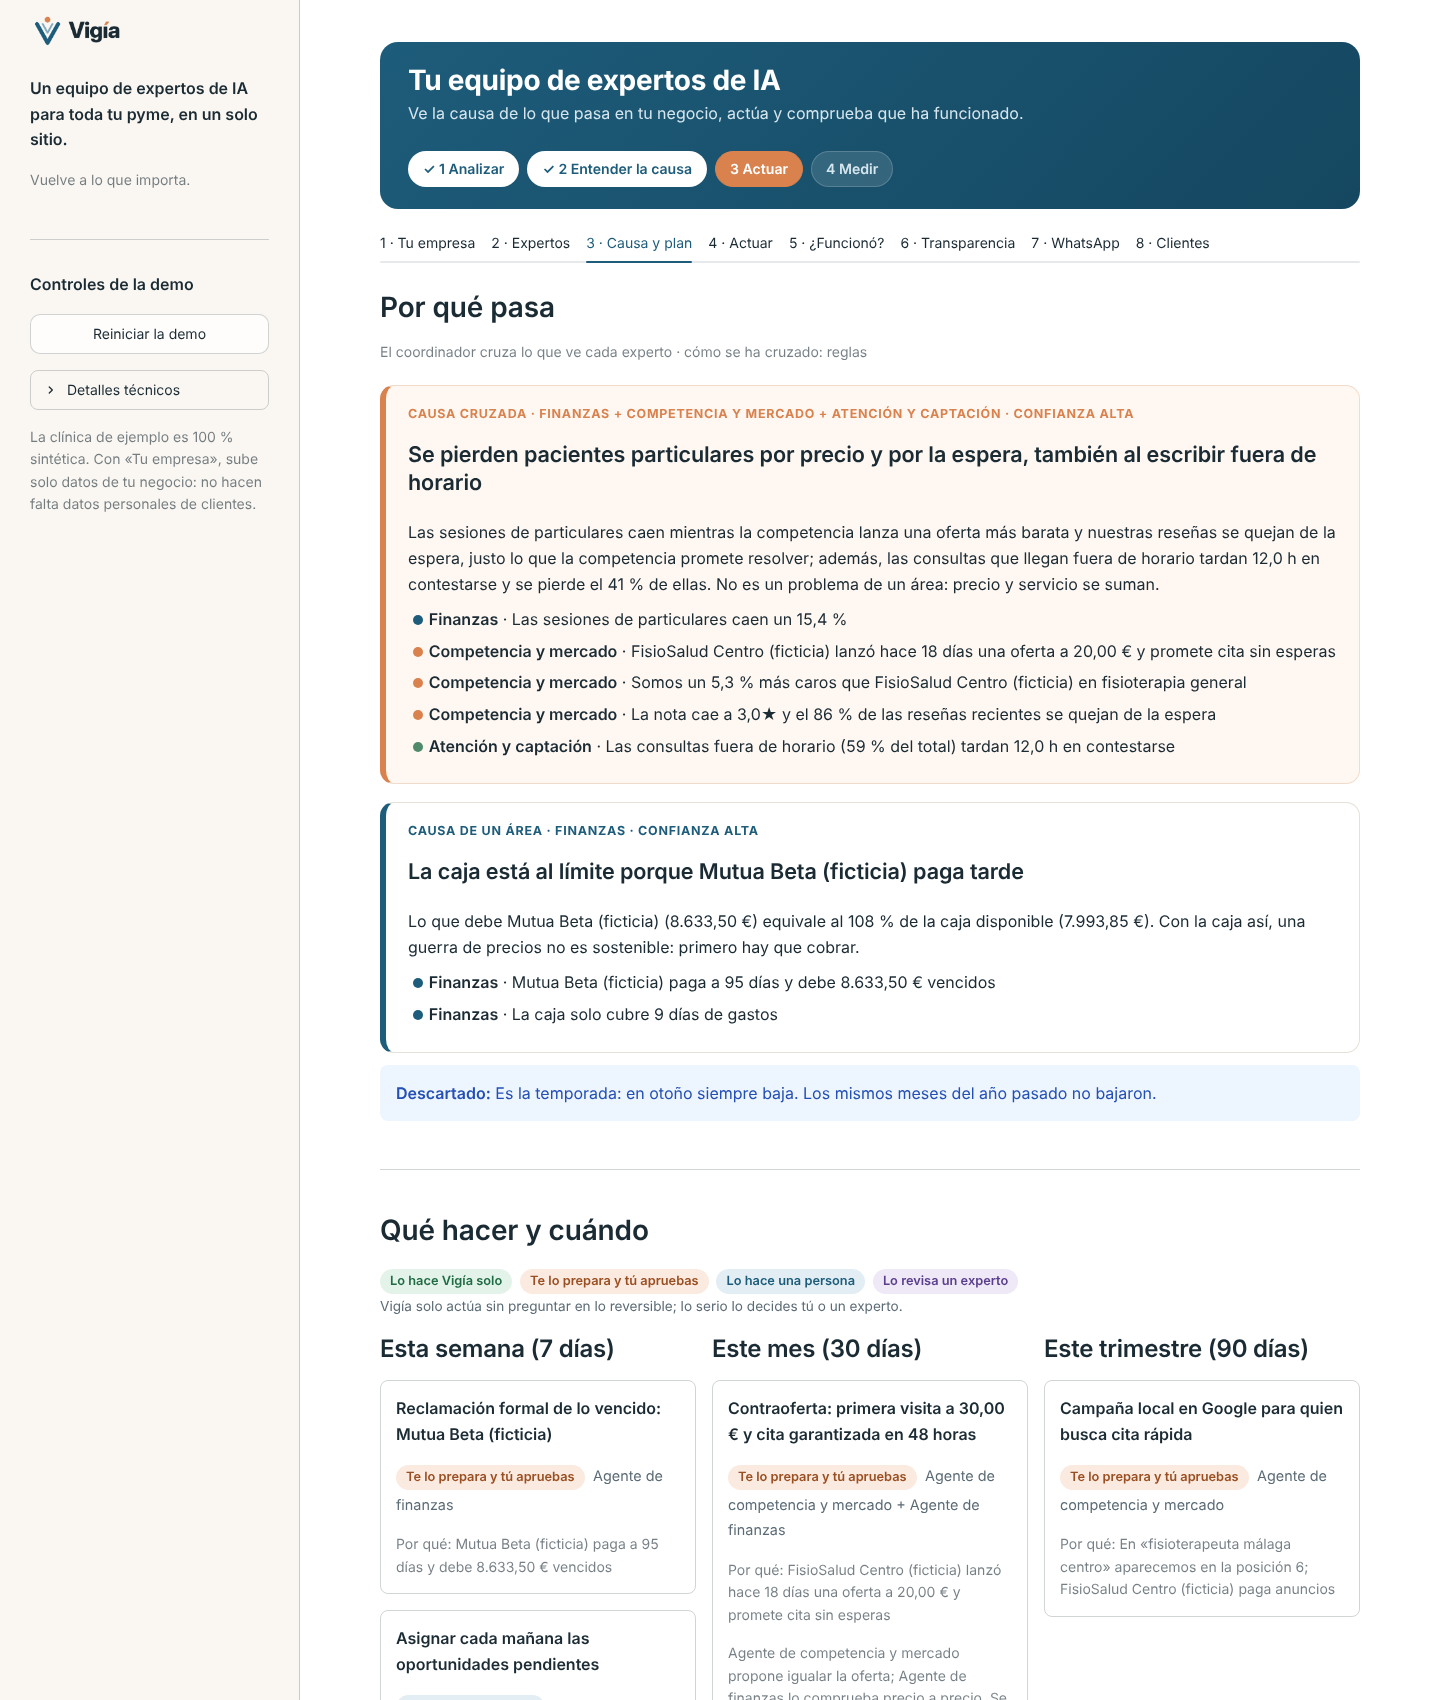 Vigía
Un equipo de expertos de IA
para toda tu pyme, en un solo
sitio.
Vuelve a lo que importa.
Controles de la demo
Reiniciar la demo
Detalles técnicos
La clínica de ejemplo es 100 %
sintética. Con «Tu empresa», sube
solo datos de tu negocio: no hacen
falta datos personales de clientes.
Tu equipo de expertos de IA
Ve la causa de lo que pasa en tu negocio, actúa y comprueba que ha funcionado.
✓ 1 Analizar
✓ 2 Entender la causa
3 Actuar
4 Medir
1 · Tu empresa
2 · Expertos
3 · Causa y plan
4 · Actuar
5 · ¿Funcionó?
6 · Transparencia
7 · WhatsApp
8 · Clientes
Por qué pasa
El coordinador cruza lo que ve cada experto · cómo se ha cruzado: reglas
CAUSA CRUZADA · FINANZAS + COMPETENCIA Y MERCADO + ATENCIÓN Y CAPTACIÓN · CONFIANZA ALTA
Se pierden pacientes particulares por precio y por la espera, también al escribir fuera de
horario
Las sesiones de particulares caen mientras la competencia lanza una oferta más barata y nuestras reseñas se quejan de la
espera, justo lo que la competencia promete resolver; además, las consultas que llegan fuera de horario tardan 12,0 h en
contestarse y se pierde el 41 % de ellas. No es un problema de un área: precio y servicio se suman.
Finanzas · Las sesiones de particulares caen un 15,4 %
Competencia y mercado · FisioSalud Centro (ficticia) lanzó hace 18 días una oferta a 20,00 € y promete cita sin esperas
Competencia y mercado · Somos un 5,3 % más caros que FisioSalud Centro (ficticia) en fisioterapia general
Competencia y mercado · La nota cae a 3,0★ y el 86 % de las reseñas recientes se quejan de la espera
Atención y captación · Las consultas fuera de horario (59 % del total) tardan 12,0 h en contestarse
CAUSA DE UN ÁREA · FINANZAS · CONFIANZA ALTA
La caja está al límite porque Mutua Beta (ficticia) paga tarde
Lo que debe Mutua Beta (ficticia) (8.633,50 €) equivale al 108 % de la caja disponible (7.993,85 €). Con la caja así, una
guerra de precios no es sostenible: primero hay que cobrar.
Finanzas · Mutua Beta (ficticia) paga a 95 días y debe 8.633,50 € vencidos
Finanzas · La caja solo cubre 9 días de gastos
Descartado: Es la temporada: en otoño siempre baja. Los mismos meses del año pasado no bajaron.
Qué hacer y cuándo
Lo hace Vigía solo
Te lo prepara y tú apruebas
Lo hace una persona
Lo revisa un experto
Vigía solo actúa sin preguntar en lo reversible; lo serio lo decides tú o un experto.
Esta semana (7 días)
Reclamación formal de lo vencido:
Mutua Beta (ficticia)
Te lo prepara y tú apruebas Agente de
finanzas
Por qué: Mutua Beta (ficticia) paga a 95
días y debe 8.633,50 € vencidos
Asignar cada mañana las
oportunidades pendientes
Este mes (30 días)
Contraoferta: primera visita a 30,00
€ y cita garantizada en 48 horas
Te lo prepara y tú apruebas Agente de
competencia y mercado + Agente de
finanzas
Por qué: FisioSalud Centro (ficticia) lanzó
hace 18 días una oferta a 20,00 € y
promete cita sin esperas
Agente de competencia y mercado
propone igualar la oferta; Agente de
finanzas lo comprueba precio a precio. Se
Este trimestre (90 días)
Campaña local en Google para quien
busca cita rápida
Te lo prepara y tú apruebas Agente de
competencia y mercado
Por qué: En «fisioterapeuta málaga
centro» aparecemos en la posición 6;
FisioSalud Centro (ficticia) paga anuncios